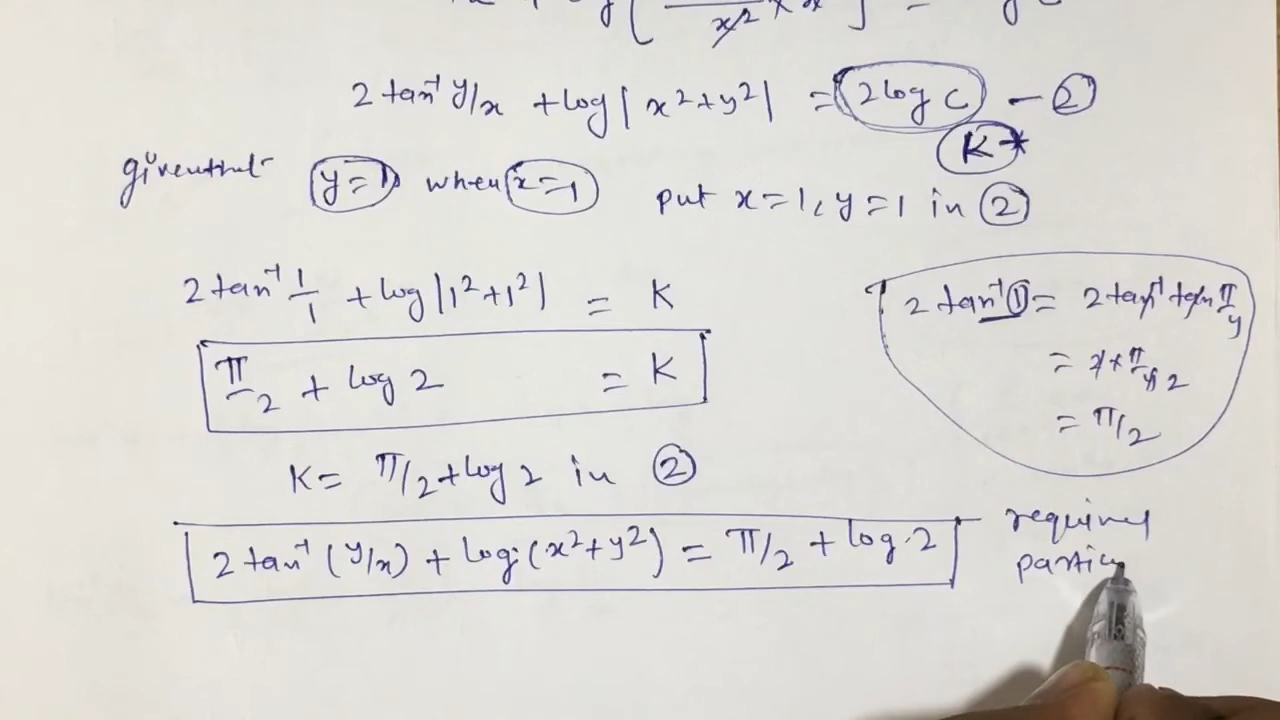 2 tan⁻¹ y/x + log | x²+y² | = 2 log c — ②
K *
given that y=1 when x=1 put x=1, y=1 in ②
2 tan⁻¹ 1/1 + log |1²+1²| = K
π/2 + log 2 = K
K = π/2 + log 2 in ②
2 tan⁻¹ (y/x) + log (x²+y²) = π/2 + log 2
2 tan⁻¹ ① = 2 tan⁻¹ tan π/4
= 2 × π/4 2
= π/2
required
particu